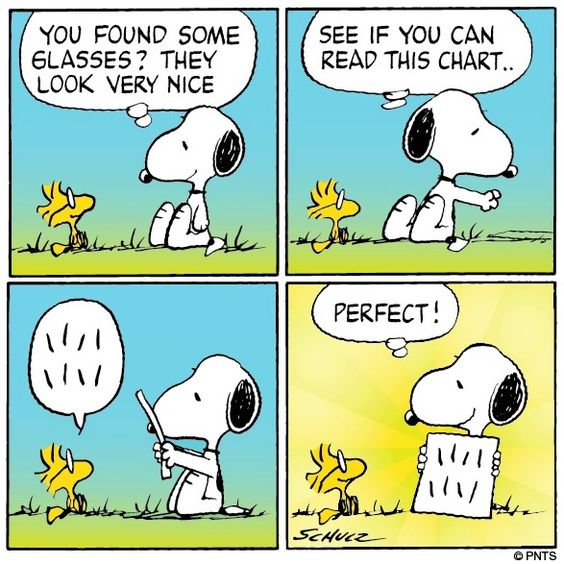 YOU FOUND SOME
GLASSES? THEY
LOOK VERY NICE
SEE IF YOU CAN
READ THIS CHART..
\ \ \ \
\ \ \ \
PERFECT!
\ \ \ \
\ \ \ \
SCHULZ
© PNTS